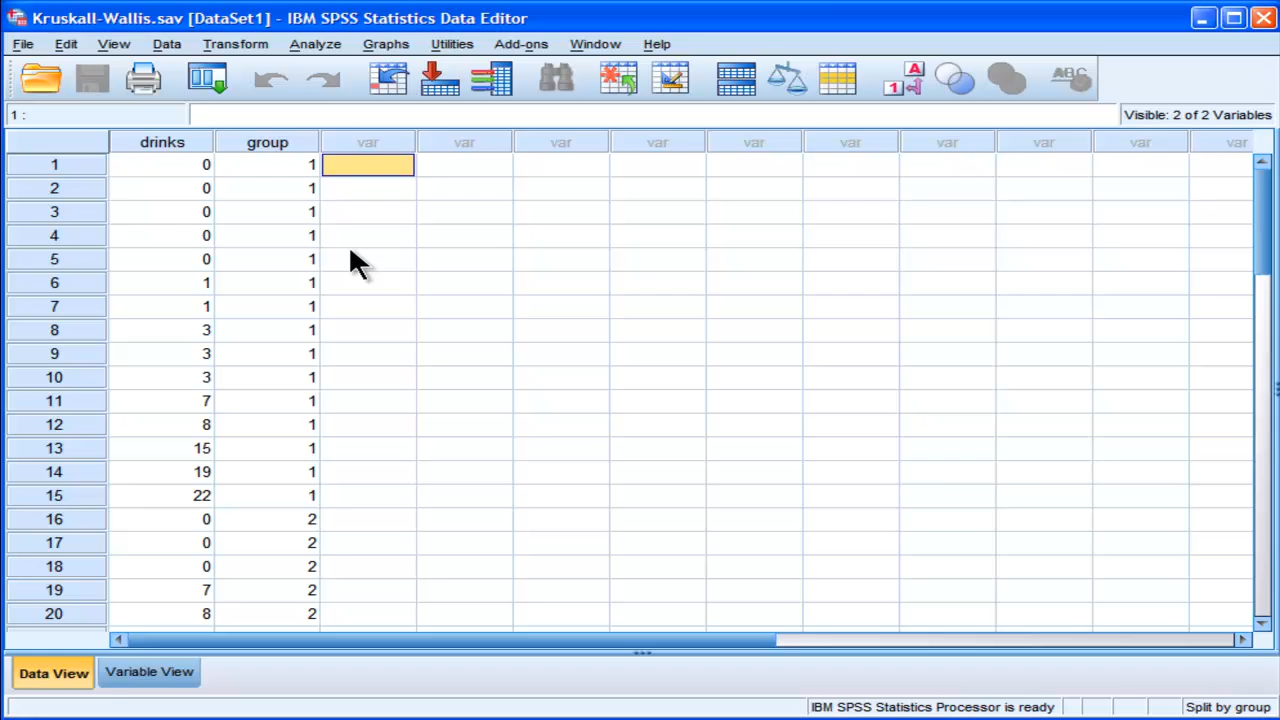 Kruskall-Wallis.sav [DataSet1] - IBM SPSS Statistics Data Editor
File Edit View Data Transform Analyze Graphs Utilities Add-ons Window Help
1 A ABC
1 : Visible: 2 of 2 Variables
drinks group var var var var var var var var var var
1 0 1
2 0 1
3 0 1
4 0 1
5 0 1
6 1 1
7 1 1
8 3 1
9 3 1
10 3 1
11 7 1
12 8 1
13 15 1
14 19 1
15 22 1
16 0 2
17 0 2
18 0 2
19 7 2
20 8 2
Data View Variable View
IBM SPSS Statistics Processor is ready Split by group